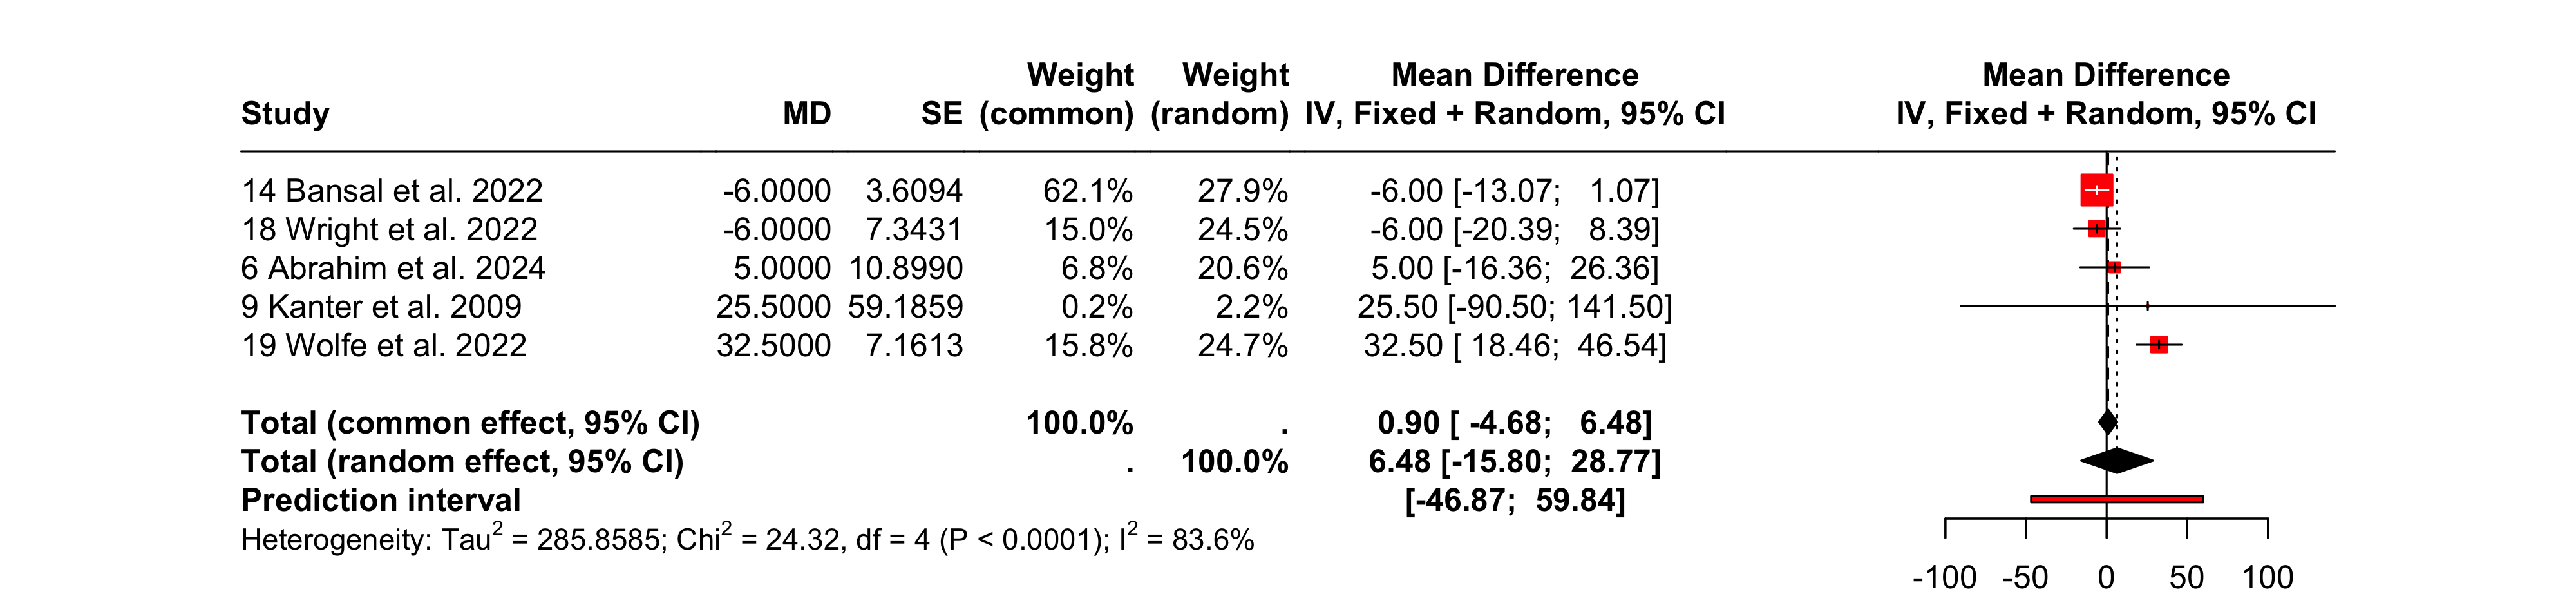 Weight Weight Mean Difference Mean Difference
Study MD SE (common) (random) IV, Fixed + Random, 95% CI IV, Fixed + Random, 95% CI
14 Bansal et al. 2022 -6.0000 3.6094 62.1% 27.9% -6.00 [-13.07; 1.07]
18 Wright et al. 2022 -6.0000 7.3431 15.0% 24.5% -6.00 [-20.39; 8.39]
6 Abrahim et al. 2024 5.0000 10.8990 6.8% 20.6% 5.00 [-16.36; 26.36]
9 Kanter et al. 2009 25.5000 59.1859 0.2% 2.2% 25.50 [-90.50; 141.50]
19 Wolfe et al. 2022 32.5000 7.1613 15.8% 24.7% 32.50 [ 18.46; 46.54]
Total (common effect, 95% CI) 100.0% . 0.90 [ -4.68; 6.48]
Total (random effect, 95% CI) . 100.0% 6.48 [-15.80; 28.77]
Prediction interval [-46.87; 59.84]
Heterogeneity: Tau² = 285.8585; Chi² = 24.32, df = 4 (P < 0.0001); I² = 83.6%
-100 -50 0 50 100